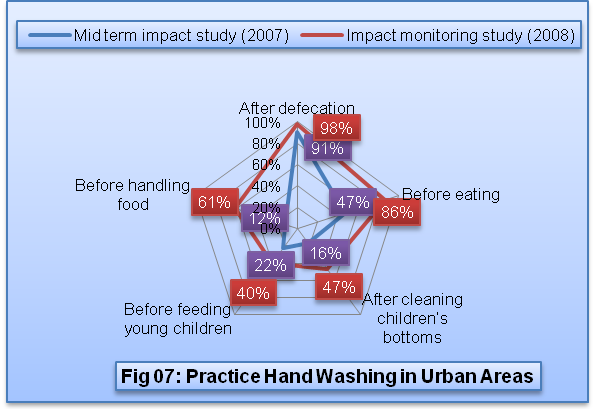 Mid term impact study (2007)
Impact monitoring study (2008)
After defecation
100%
98%
80%
91%
60%
40%
20%
0%
Before handling
food
61%
12%
47%
Before eating
86%
22%
16%
40%
47%
Before feeding
young children
After cleaning
children's
bottoms
Fig 07: Practice Hand Washing in Urban Areas